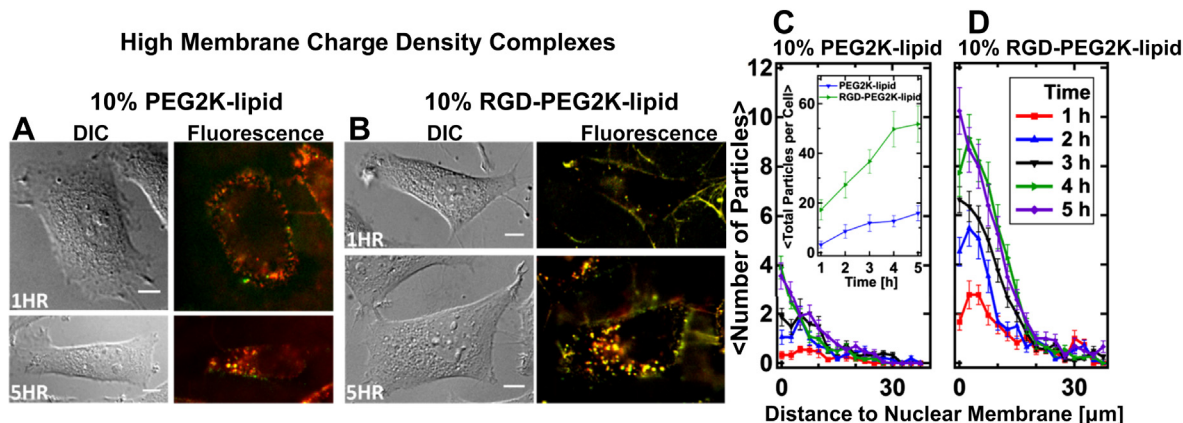 High Membrane Charge Density Complexes
10% PEG2K-lipid
10% RGD-PEG2K-lipid
A
DIC
Fluorescence
B
DIC
Fluorescence
1HR
1HR
5HR
5HR
C
10% PEG2K-lipid
D
10% RGD-PEG2K-lipid
<Number of Particles>
12
10
8
6
4
2
0
<Total Particles per Cell>
60
40
20
0
PEG2K-lipid
RGD-PEG2K-lipid
1 2 3 4 5
Time [h]
Time
1 h
2 h
3 h
4 h
5 h
0 30
0 30
Distance to Nuclear Membrane [µm]